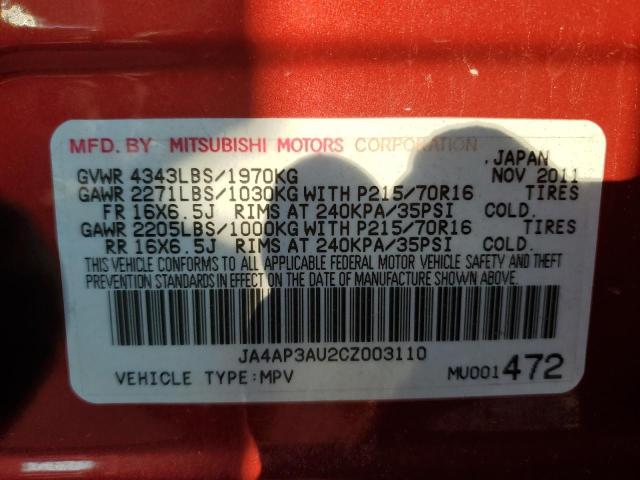 MFD. BY MITSUBISHI MOTORS CORPORATION
, JAPAN
GVWR 4343LBS/1970KG NOV 2011
GAWR 2271LBS/1030KG WITH P215/70R16 TIRES
FR 16X6.5J RIMS AT 240KPA/35PSI COLD.
GAWR 2205LBS/1000KG WITH P215/70R16 TIRES
RR 16X6.5J RIMS AT 240KPA/35PSI COLD.
THIS VEHICLE CONFORMS TO ALL APPLICABLE FEDERAL MOTOR VEHICLE SAFETY AND THEFT
PREVENTION STANDARDS IN EFFECT ON THE DATE OF MANUFACTURE SHOWN ABOVE.
JA4AP3AU2CZ003110
VEHICLE TYPE:MPV MU001472